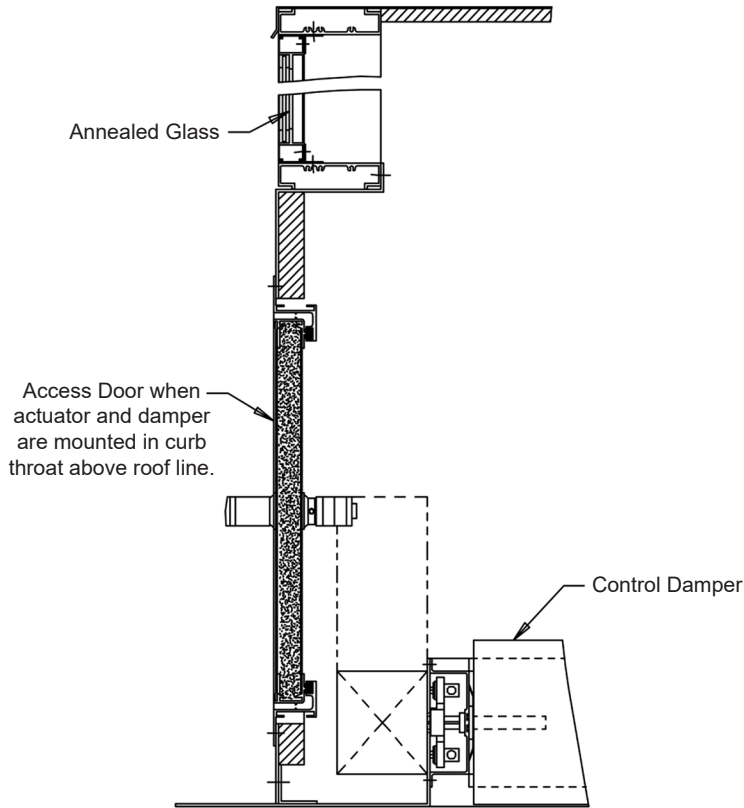 Annealed Glass
Access Door when
actuator and damper
are mounted in curb
throat above roof line.
Control Damper